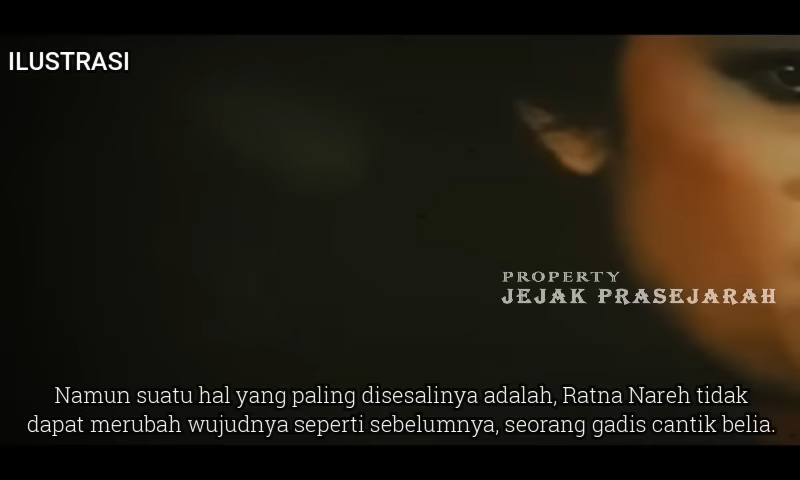 ILUSTRASI
PROPERTY
JEJAK PRASEJARAH
Namun suatu hal yang paling disesalinya adalah, Ratna Nareh tidak
dapat merubah wujudnya seperti sebelumnya, seorang gadis cantik belia.